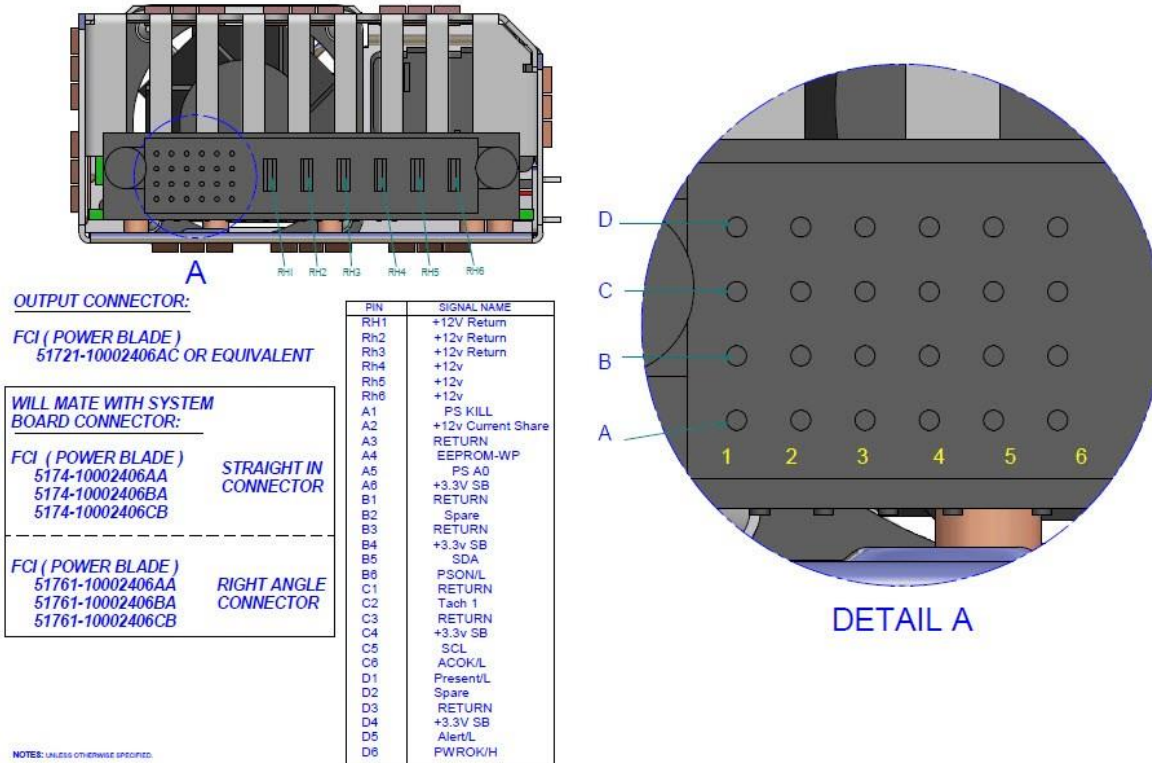 A
RH1 RH2 RH3 RH4 RH5 RH6
OUTPUT CONNECTOR:
FCI ( POWER BLADE )
51721-10002406AC OR EQUIVALENT
WILL MATE WITH SYSTEM
BOARD CONNECTOR:
FCI ( POWER BLADE )
5174-10002406AA
5174-10002406BA
5174-10002406CB
STRAIGHT IN
CONNECTOR
FCI ( POWER BLADE )
51761-10002406AA
51761-10002406BA
51761-10002406CB
RIGHT ANGLE
CONNECTOR
NOTES: UNLESS OTHERWISE SPECIFIED.
PIN SIGNAL NAME
RH1 +12V Return
Rh2 +12v Return
Rh3 +12v Return
Rh4 +12v
Rh5 +12v
Rh6 +12v
A1 PS KILL
A2 +12v Current Share
A3 RETURN
A4 EEPROM-WP
A5 PS A0
A6 +3.3V SB
B1 RETURN
B2 Spare
B3 RETURN
B4 +3.3v SB
B5 SDA
B6 PSON/L
C1 RETURN
C2 Tach 1
C3 RETURN
C4 +3.3v SB
C5 SCL
C6 ACOK/L
D1 Present/L
D2 Spare
D3 RETURN
D4 +3.3V SB
D5 Alert/L
D6 PWROK/H
D
C
B
A
1 2 3 4 5 6
DETAIL A